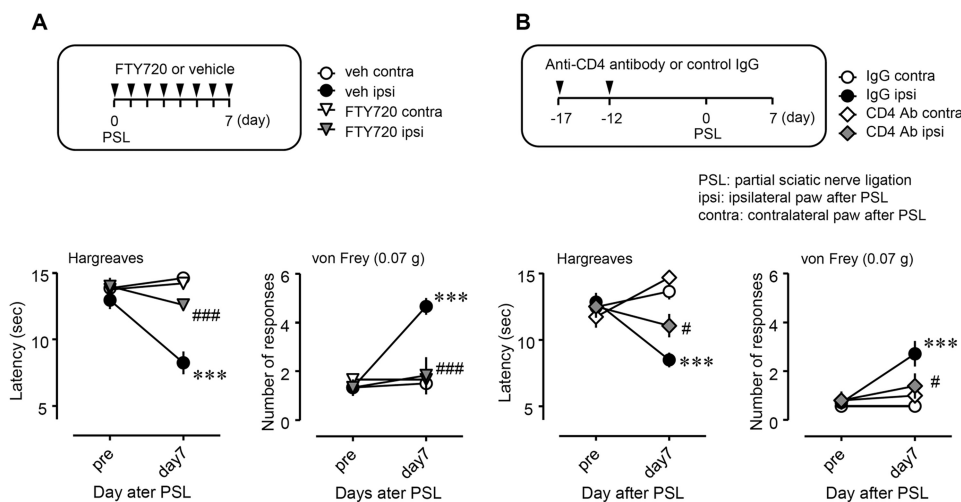 A
FTY720 or vehicle
0
7 (day)
PSL
veh contra
veh ipsi
FTY720 contra
FTY720 ipsi
B
Anti-CD4 antibody or control IgG
-17
-12
0
7 (day)
PSL
IgG contra
IgG ipsi
CD4 Ab contra
CD4 Ab ipsi
PSL: partial sciatic nerve ligation
ipsi: ipsilateral paw after PSL
contra: contralateral paw after PSL
Hargreaves
Latency (sec)
15
10
5
***
###
pre
day7
Day ater PSL
von Frey (0.07 g)
Number of responses
6
4
2
0
***
###
pre
day7
Days ater PSL
Hargreaves
Latency (sec)
15
10
5
#
***
pre
day7
Day after PSL
von Frey (0.07 g)
Number of responses
6
4
2
0
***
#
pre
day7
Day after PSL